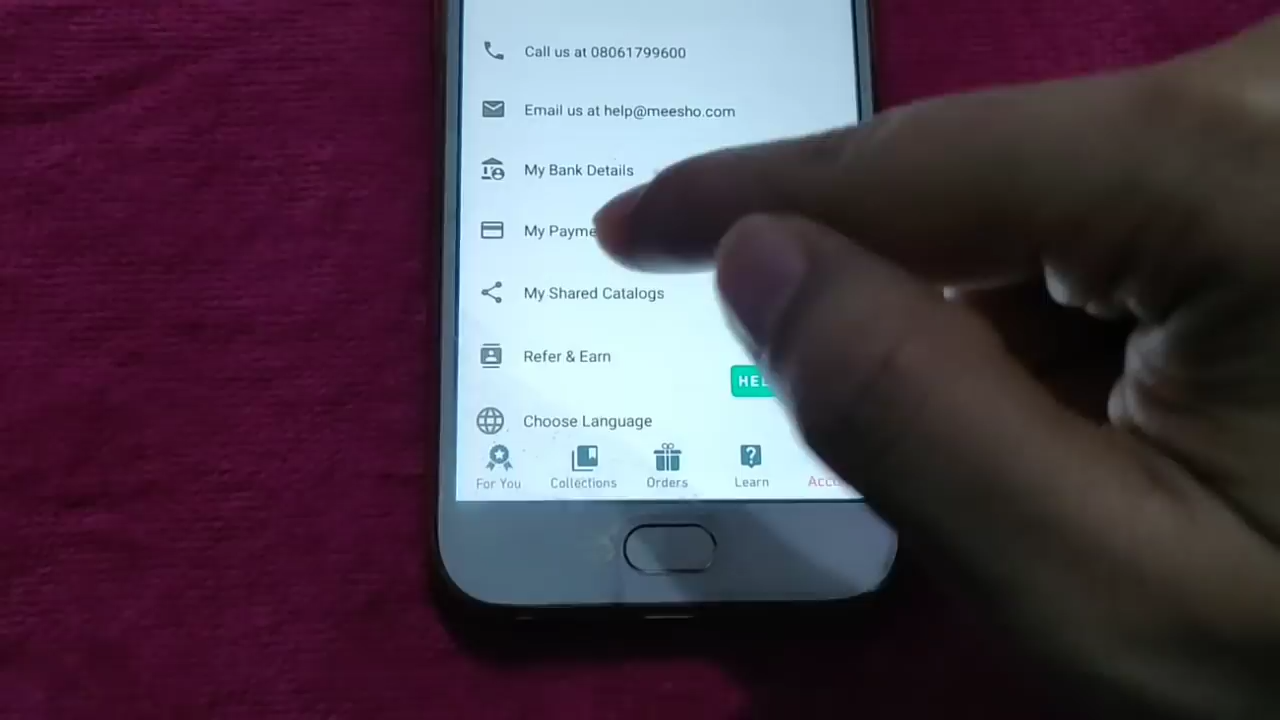 Call us at 08061799600
Email us at help@meesho.com
My Bank Details
My
My Shared Catalogs
Refer & Earn
Choose Language
For You
Collections
Orders
Learn